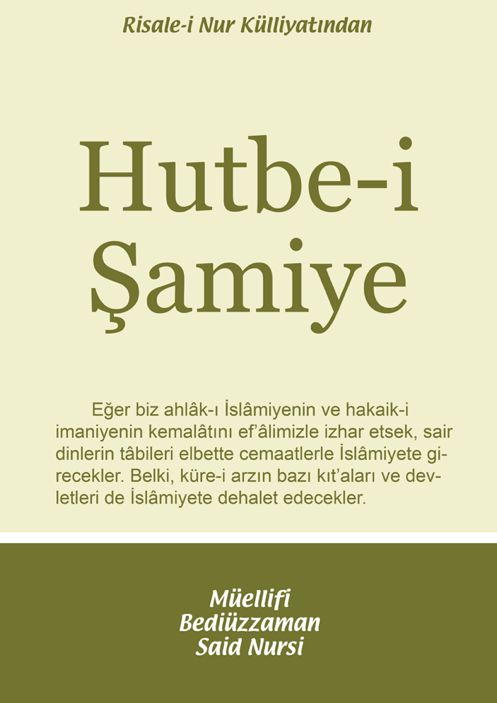 Risale-i Nur Külliyatından
Hutbe-i
Şamiye
Eğer biz ahlâk-ı İslâmiyenin ve hakaik-i
imaniyenin kemalâtını ef’âlimizle izhar etsek, sair
dinlerin tâbileri elbette cemaatlerle İslâmiyete gi-
recekler. Belki, küre-i arzın bazı kıt’aları ve dev-
letleri de İslâmiyete dehalet edecekler.
Müellifi
Bediüzzaman
Said Nursi